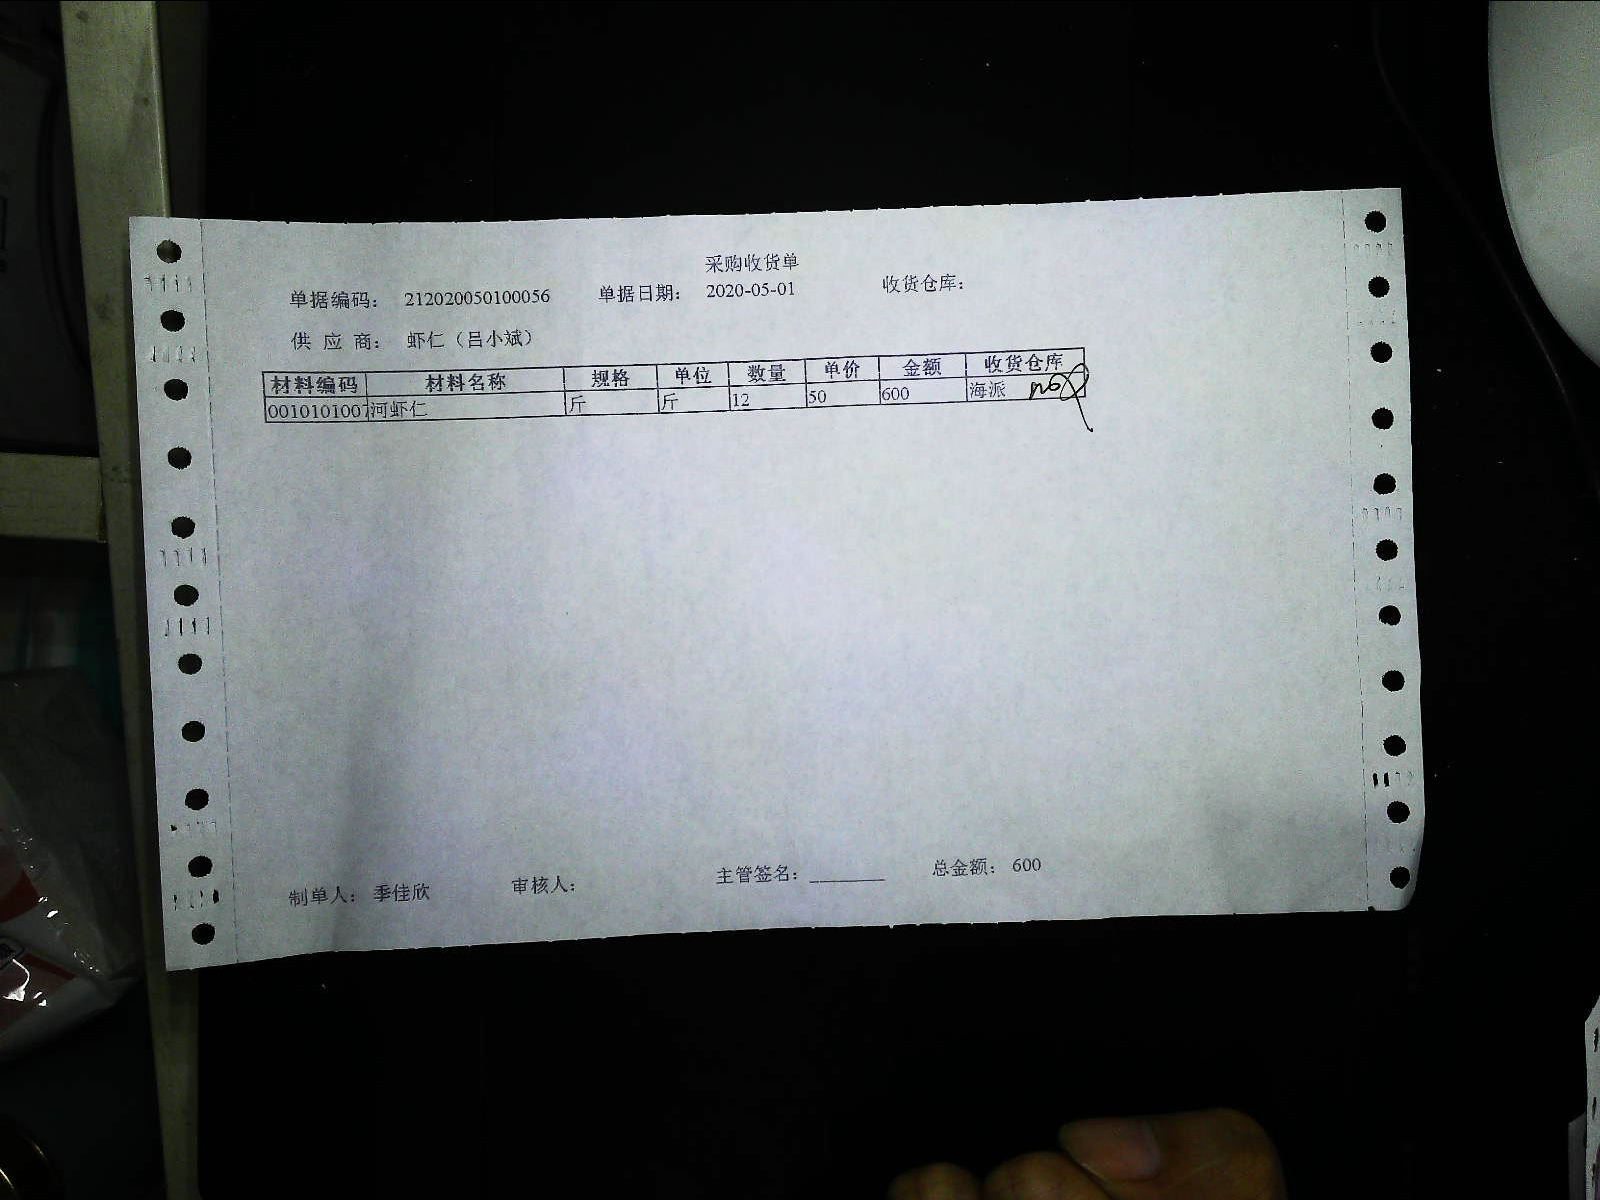 采购收货单
单据编码： 212020050100056 单据日期： 2020-05-01 收货仓库：
供 应 商： 虾仁（吕小斌）
材料编码 材料名称 规格 单位 数量 单价 金额 收货仓库
0010101007 河虾仁 斤 斤 12 50 600 海派
制单人： 季佳欣 审核人： 主管签名：________ 总金额： 600